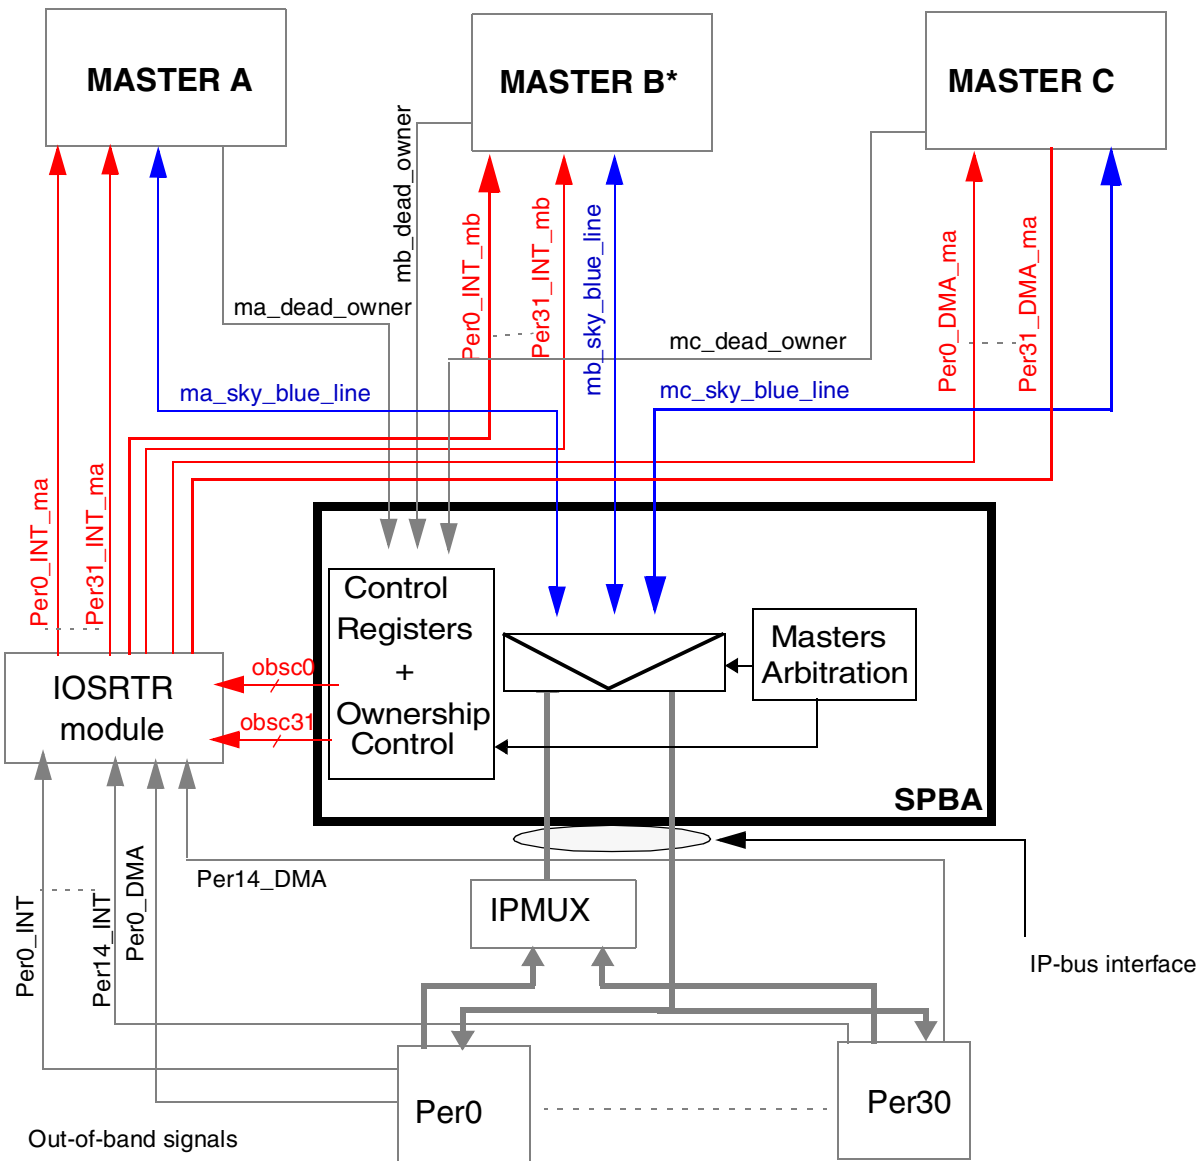 MASTER A
MASTER B*
MASTER C
mb_dead_owner
Per0_INT_mb
Per31_INT_mb
mb_sky_blue_line
Per0_DMA_ma
Per31_DMA_ma
ma_dead_owner
mc_dead_owner
ma_sky_blue_line
mc_sky_blue_line
Per0_INT_ma
Per31_INT_ma
Control
Registers
+
Ownership
Control
Masters
Arbitration
IOSRTR
module
obsc0
obsc31
SPBA
Per14_DMA
Per0_INT
Per14_INT
Per0_DMA
IPMUX
IP-bus interface
Per0
Per30
Out-of-band signals